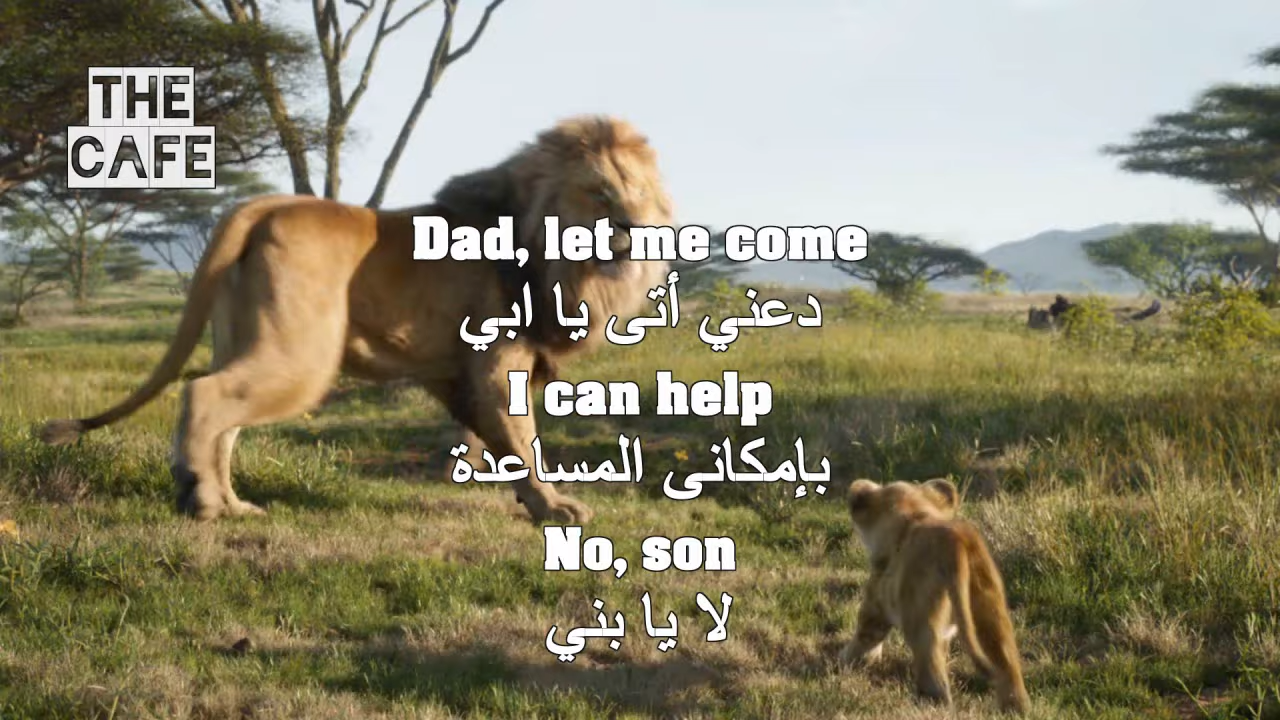 THE
CAFE
Dad, let me come
دعني أتى يا ابي
I can help
بإمكانى المساعدة
No, son
لا يا بني